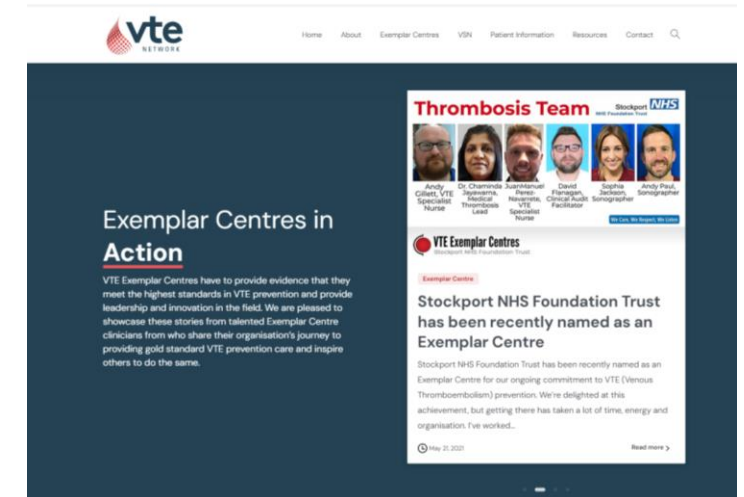 vte
NETWORK
Home About Exemplar Centres VSN Patient Information Resources Contact
Exemplar Centres in
Action
VTE Exemplar Centres have to provide evidence that they
meet the highest standards in VTE prevention and provide
leadership and innovation in the field. We are pleased to
showcase these stories from talented Exemplar Centre
clinicians from who share their organisation's journey to
providing gold standard VTE prevention care and inspire
others to do the same.
Thrombosis Team
Stockport NHS
NHS Foundation Trust
Andy Gillett, VTE Specialist Nurse
Dr. Chaminda Jayawarna, Medical Thrombosis Lead
JuanManuel Perez-Navarrete, VTE Specialist Nurse
David Flanagan, Clinical Audit Facilitator
Sophia Jackson, Sonographer
Andy Paul, Sonographer
We Care, We Respect, We Listen
VTE Exemplar Centres
Stockport NHS Foundation Trust
Exemplar Centre
Stockport NHS Foundation Trust
has been recently named as an
Exemplar Centre
Stockport NHS Foundation Trust has been recently named as an
Exemplar Centre for our ongoing commitment to VTE (Venous
Thromboembolism) prevention. We're delighted at this
achievement, but getting there has taken a lot of time, energy and
organisation. I've worked...
May 21, 2021
Read more >